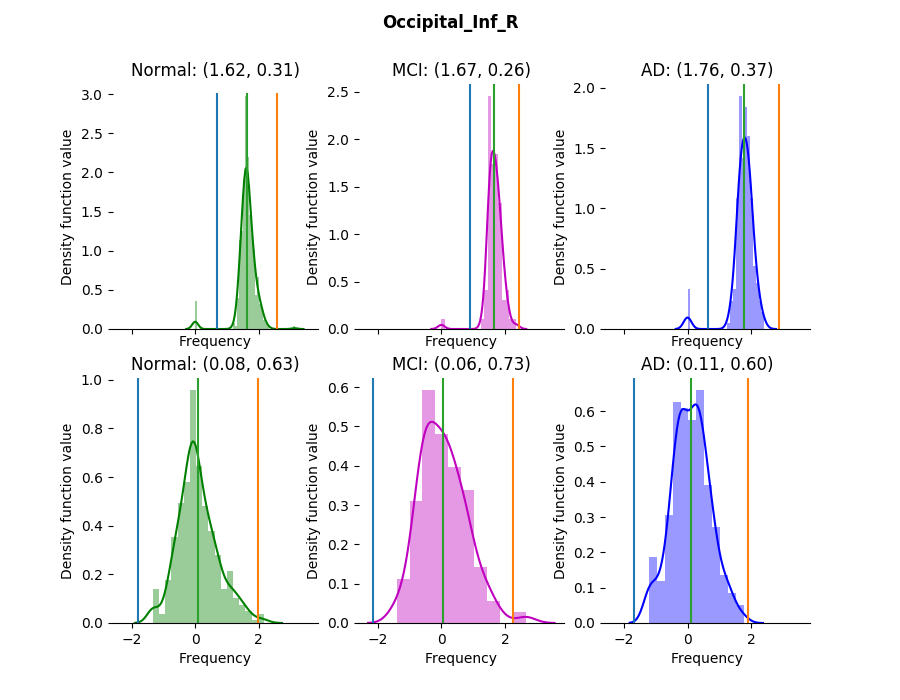 Occipital_Inf_R
Normal: (1.62, 0.31)
MCI: (1.67, 0.26)
AD: (1.76, 0.37)
Density function value
3.0
2.5
2.0
1.5
1.0
0.5
0.0
Frequency
Density function value
2.5
2.0
1.5
1.0
0.5
0.0
Frequency
Density function value
2.0
1.5
1.0
0.5
0.0
Frequency
Normal: (0.08, 0.63)
MCI: (0.06, 0.73)
AD: (0.11, 0.60)
Density function value
1.0
0.8
0.6
0.4
0.2
0.0
−2 0 2
Frequency
Density function value
0.6
0.5
0.4
0.3
0.2
0.1
0.0
−2 0 2
Frequency
Density function value
0.6
0.5
0.4
0.3
0.2
0.1
0.0
−2 0 2
Frequency